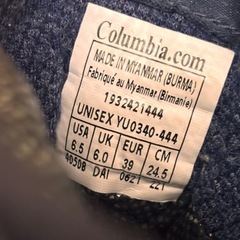 Columbia.com
MADE IN MYANMAR (BURMA)
Fabriqué au Myanmar (Birmanie)
1932421444
UNISEX YU0340-444
USA UK EUR CM
6.5 6.0 39 24.5
40508 DAI 0621 221